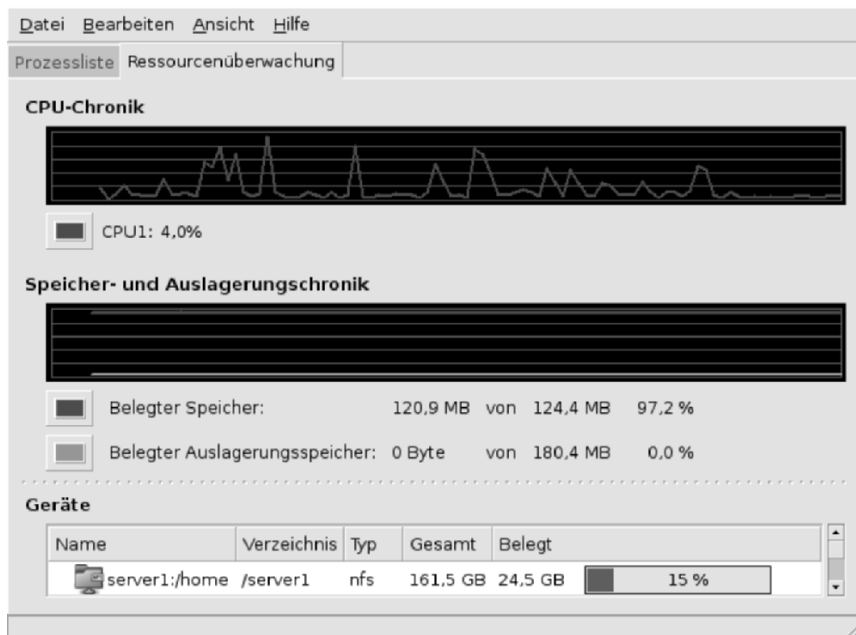 Datei Bearbeiten Ansicht Hilfe
Prozessliste Ressourcenüberwachung
CPU-Chronik
CPU1: 4,0%
Speicher- und Auslagerungschronik
Belegter Speicher: 120,9 MB von 124,4 MB 97,2 %
Belegter Auslagerungsspeicher: 0 Byte von 180,4 MB 0,0 %
Geräte
Name Verzeichnis Typ Gesamt Belegt
server1:/home /server1 nfs 161,5 GB 24,5 GB 15 %